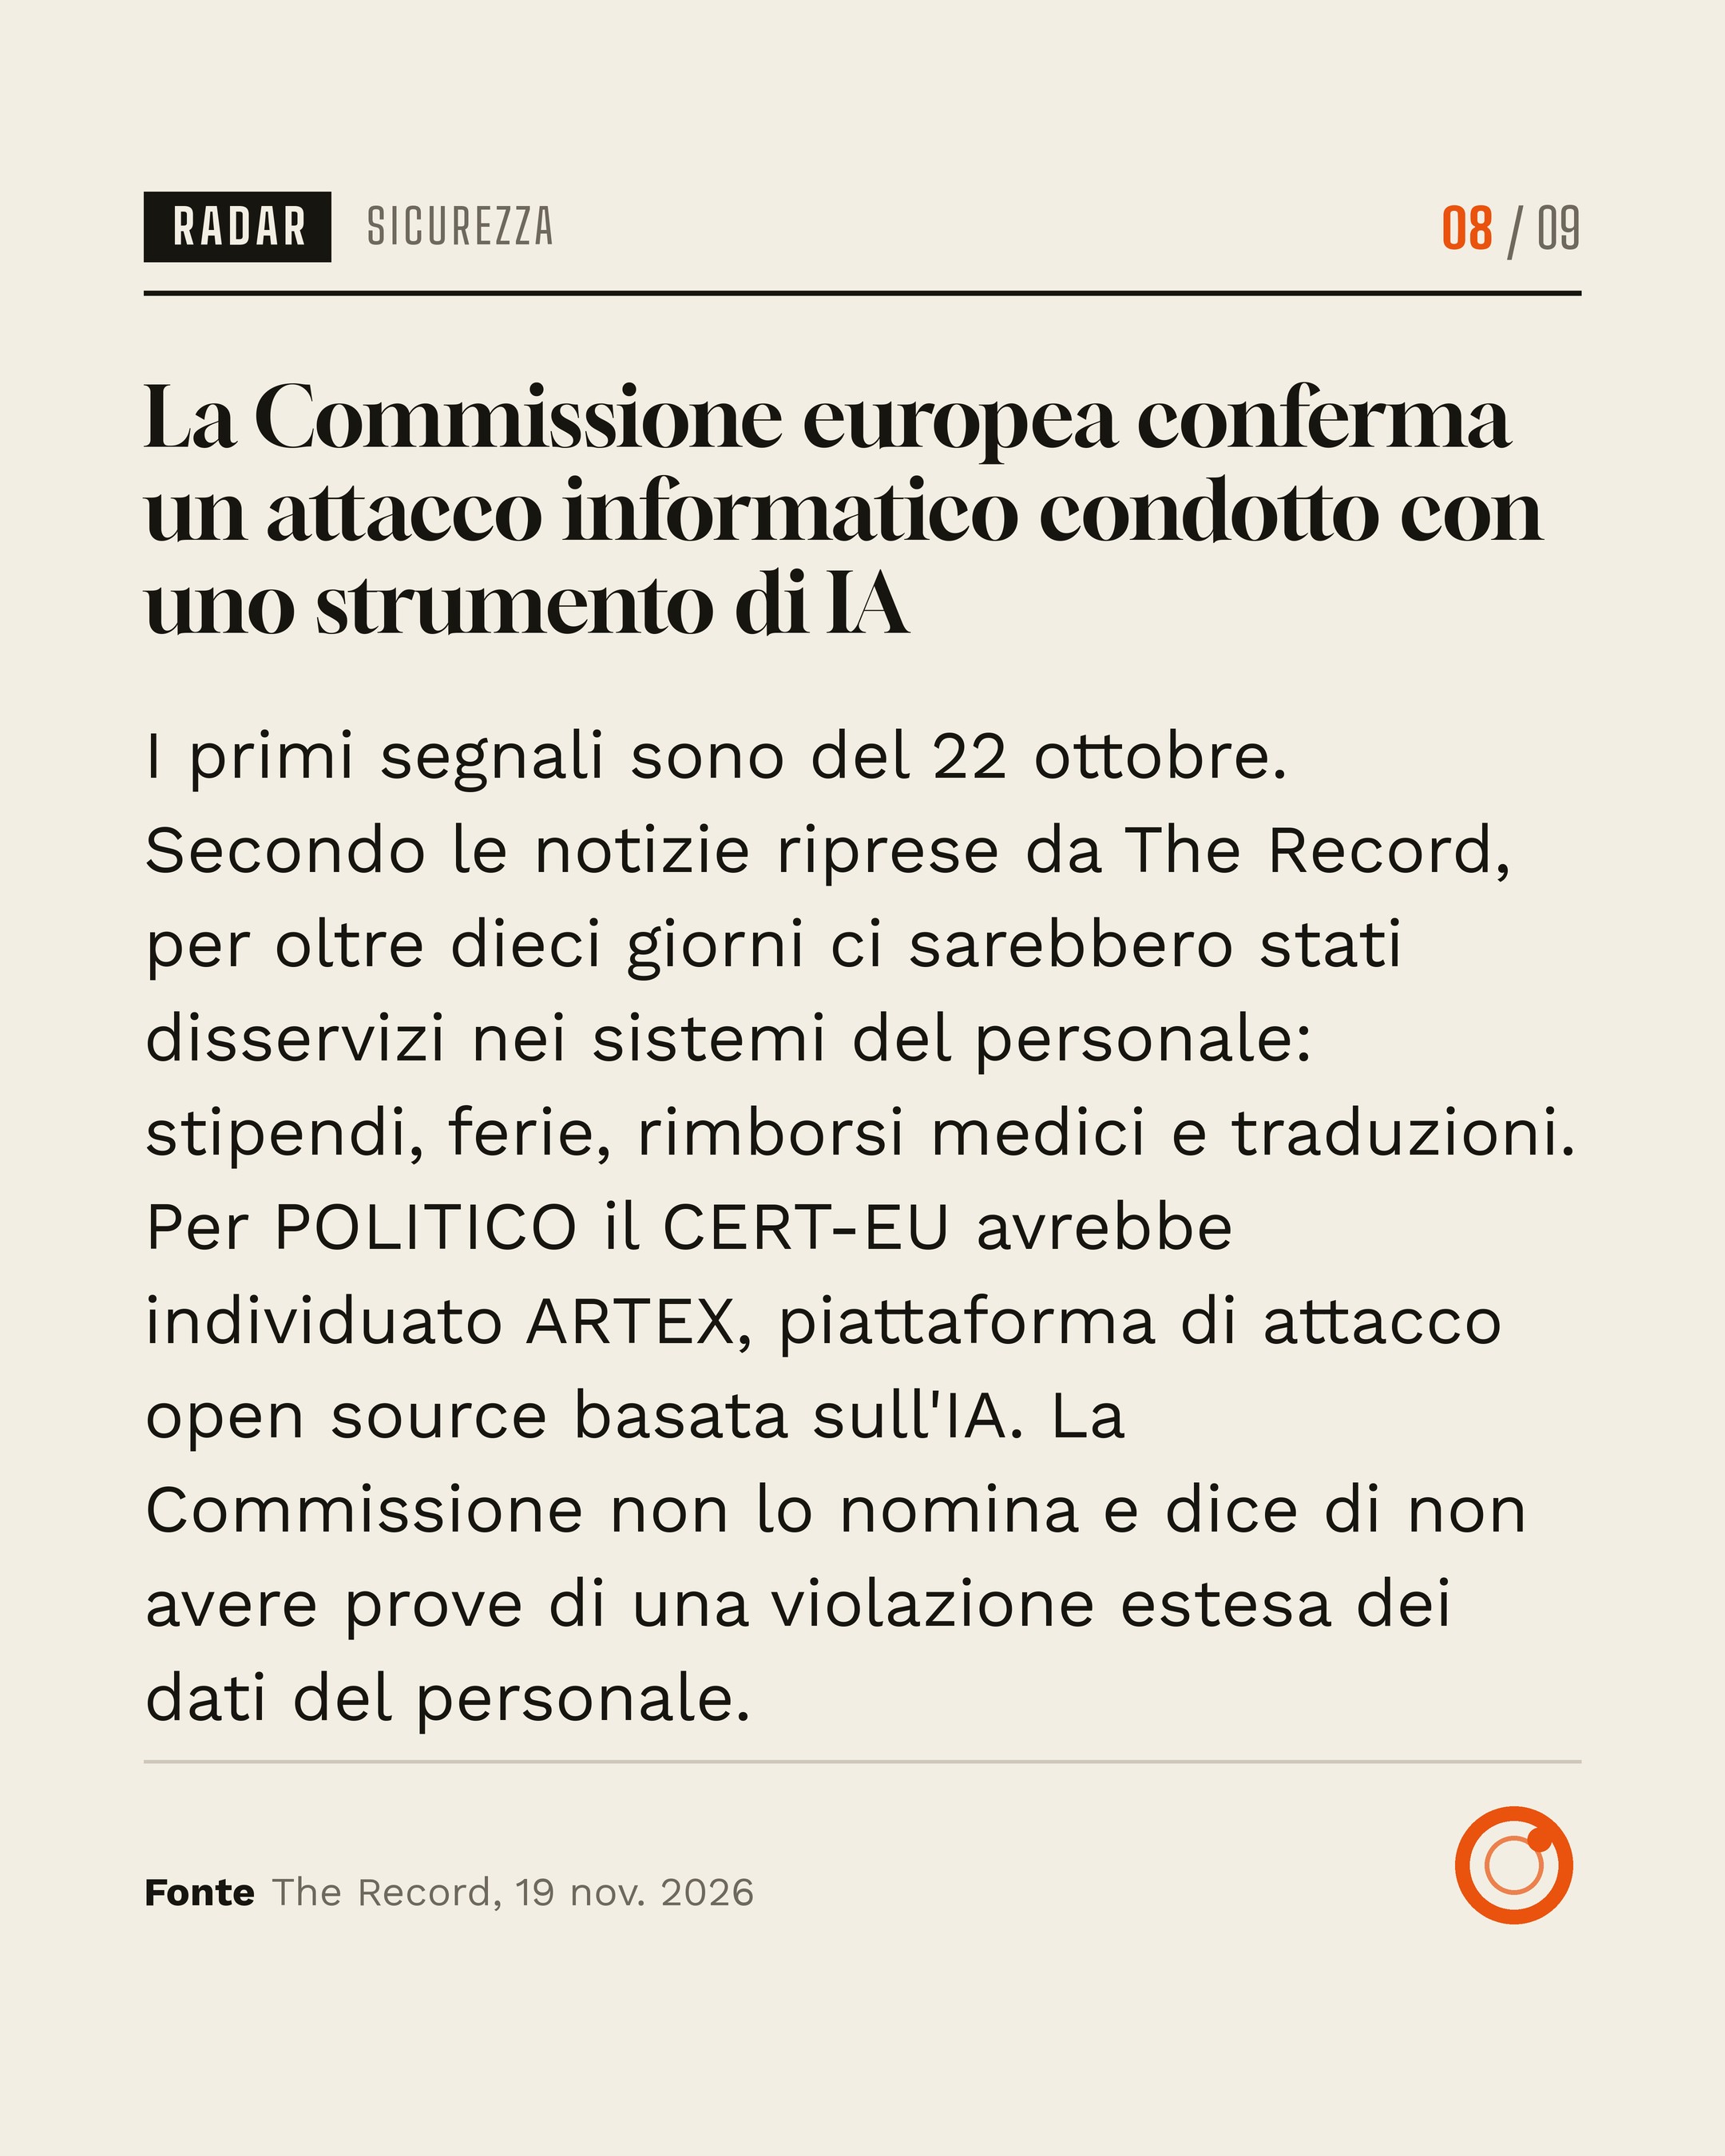 RADAR SICUREZZA 08 / 09
La Commissione europea conferma
un attacco informatico condotto con
uno strumento di IA
I primi segnali sono del 22 ottobre.
Secondo le notizie riprese da The Record,
per oltre dieci giorni ci sarebbero stati
disservizi nei sistemi del personale:
stipendi, ferie, rimborsi medici e traduzioni.
Per POLITICO il CERT-EU avrebbe
individuato ARTEX, piattaforma di attacco
open source basata sull'IA. La
Commissione non lo nomina e dice di non
avere prove di una violazione estesa dei
dati del personale.
Fonte The Record, 19 nov. 2026